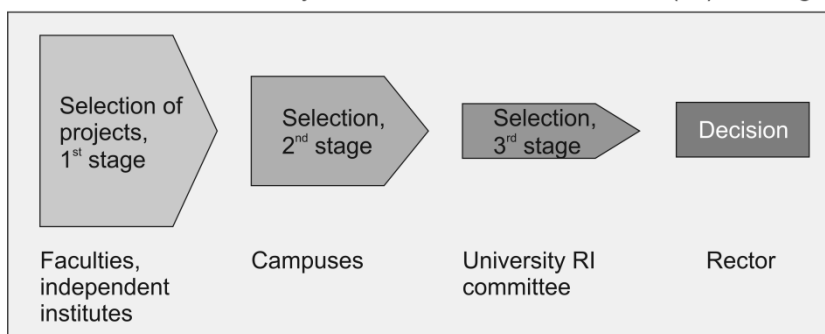 Selection of
projects,
1st stage
Selection,
2nd stage
Selection,
3rd stage
Decision
Faculties,
independent
institutes
Campuses
University RI
committee
Rector